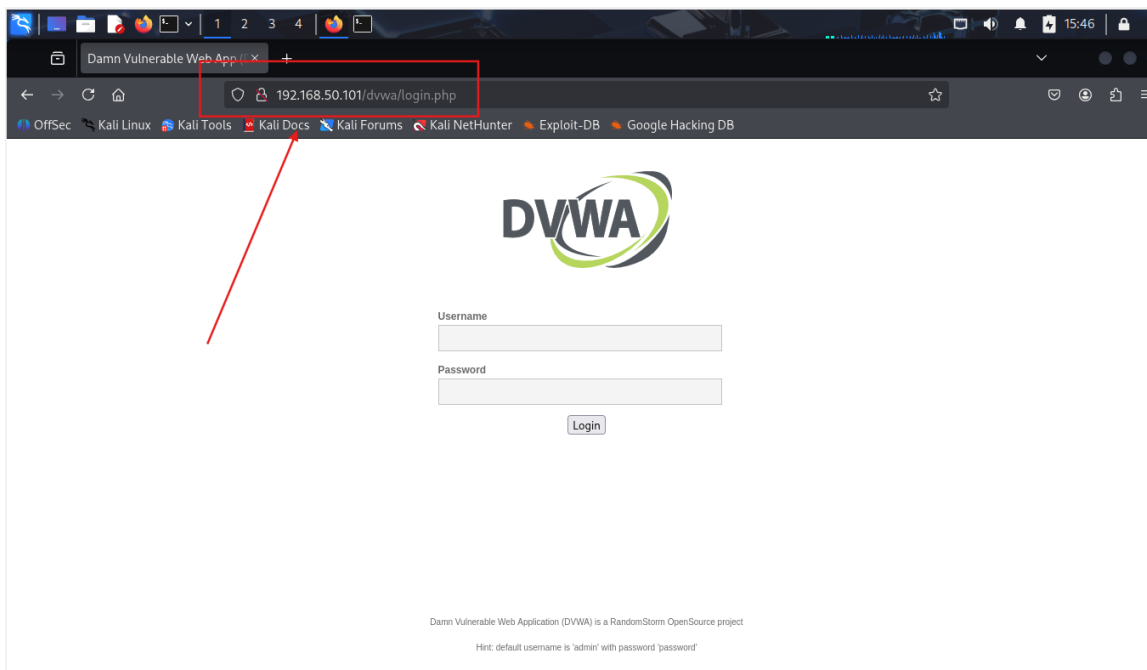 1 2 3 4 15:46
Damn Vulnerable Web App (
192.168.50.101/dvwa/login.php
OffSec Kali Linux Kali Tools Kali Docs Kali Forums Kali NetHunter Exploit-DB Google Hacking DB
DVWA
Username
Password
Login
Damn Vulnerable Web Application (DVWA) is a RandomStorm OpenSource project
Hint: default username is 'admin' with password 'password'